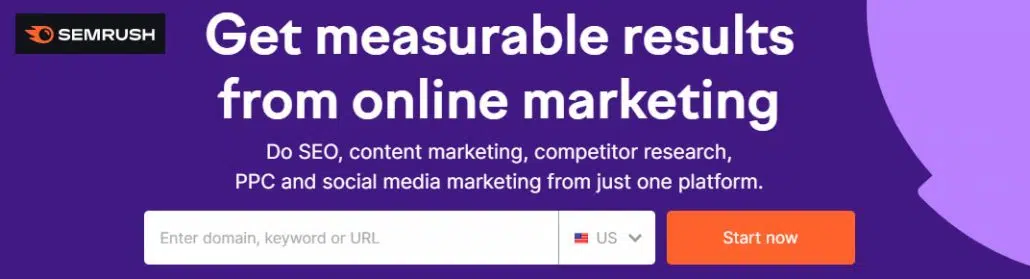 SEMRUSH
Get measurable results
from online marketing
Do SEO, content marketing, competitor research,
PPC and social media marketing from just one platform.
Enter domain, keyword or URL
US
Start now